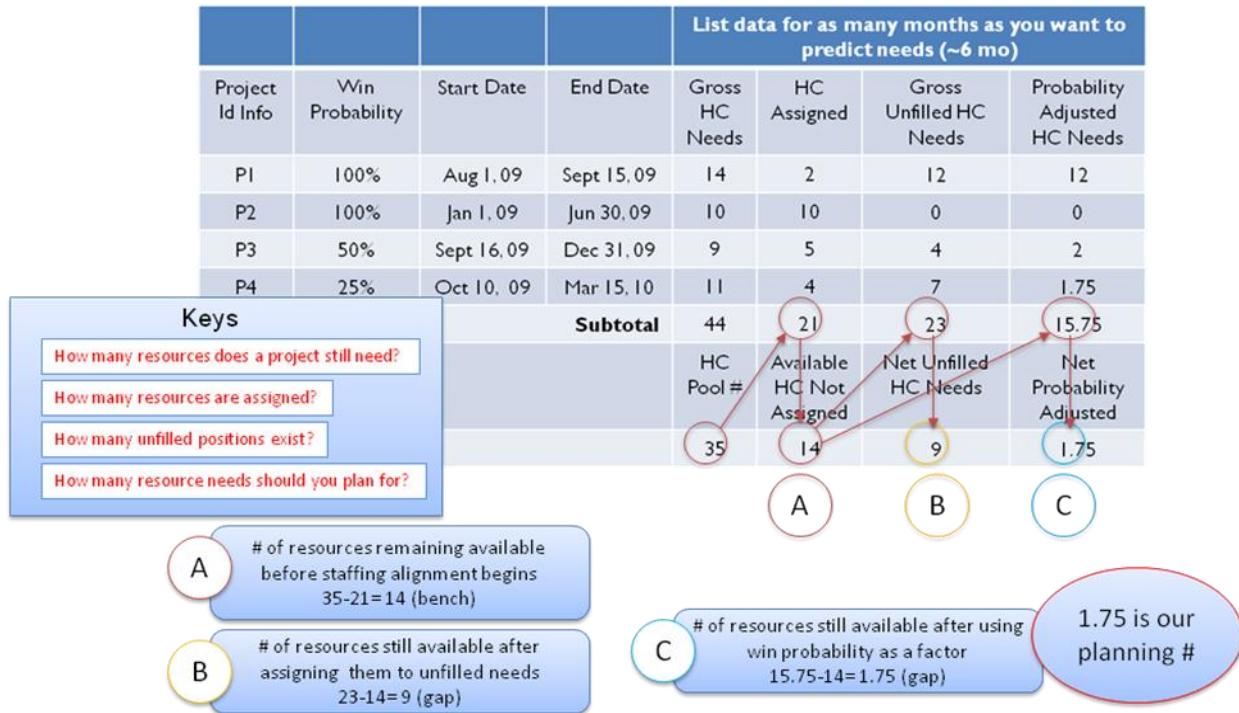 List data for as many months as you want to
predict needs (~6 mo)
Project Id Info Win Probability Start Date End Date Gross HC Needs HC Assigned Gross Unfilled HC Needs Probability Adjusted HC Needs
P1 100% Aug 1, 09 Sept 15, 09 14 2 12 12
P2 100% Jan 1, 09 Jun 30, 09 10 10 0 0
P3 50% Sept 16, 09 Dec 31, 09 9 5 4 2
P4 25% Oct 10, 09 Mar 15, 10 11 4 7 1.75
Subtotal 44 21 23 15.75
HC Pool # Available HC Not Assigned Net Unfilled HC Needs Net Probability Adjusted
35 14 9 1.75
A B C
Keys
How many resources does a project still need?
How many resources are assigned?
How many unfilled positions exist?
How many resource needs should you plan for?
A
# of resources remaining available
before staffing alignment begins
35-21=14 (bench)
B
# of resources still available after
assigning them to unfilled needs
23-14=9 (gap)
C
# of resources still available after using
win probability as a factor
15.75-14=1.75 (gap)
1.75 is our
planning #